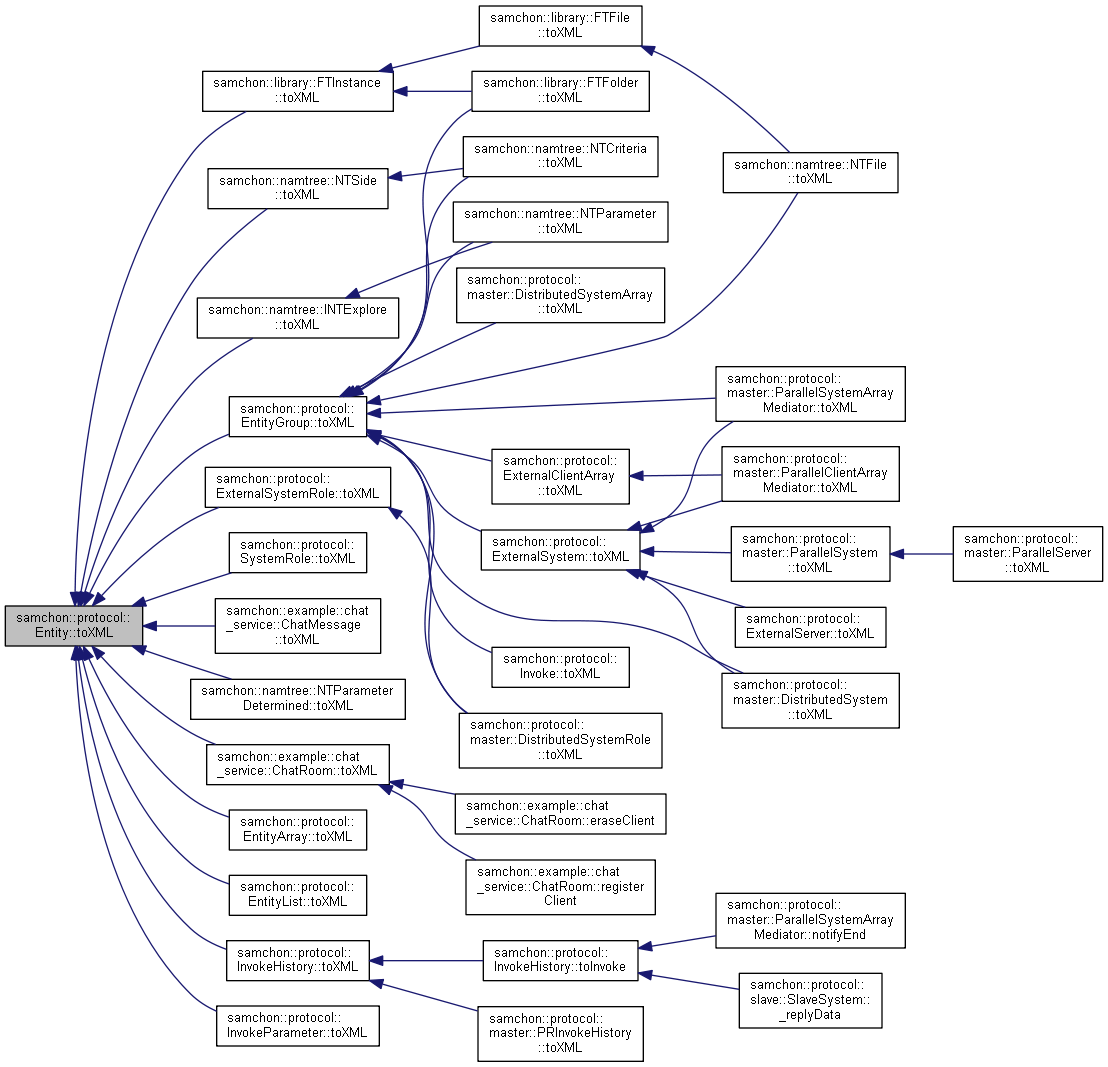 samchon::library::FTFile
::toXML
samchon::library::FTInstance
::toXML
samchon::library::FTFolder
::toXML
samchon::namtree::NTCriteria
::toXML
samchon::namtree::NTFile
::toXML
samchon::namtree::NTSide
::toXML
samchon::namtree::NTParameter
::toXML
samchon::protocol::
master::DistributedSystemArray
::toXML
samchon::namtree::INTExplore
::toXML
samchon::protocol::
master::ParallelSystemArray
Mediator::toXML
samchon::protocol::
EntityGroup::toXML
samchon::protocol::
ExternalClientArray
::toXML
samchon::protocol::
master::ParallelClientArray
Mediator::toXML
samchon::protocol::
ExternalSystemRole::toXML
samchon::protocol::
SystemRole::toXML
samchon::protocol::
ExternalSystem::toXML
samchon::protocol::
master::ParallelSystem
::toXML
samchon::protocol::
master::ParallelServer
::toXML
samchon::protocol::
Entity::toXML
samchon::example::chat
_service::ChatMessage
::toXML
samchon::protocol::
ExternalServer::toXML
samchon::protocol::
Invoke::toXML
samchon::namtree::NTParameter
Determined::toXML
samchon::protocol::
master::DistributedSystem
::toXML
samchon::protocol::
master::DistributedSystemRole
::toXML
samchon::example::chat
_service::ChatRoom::toXML
samchon::example::chat
_service::ChatRoom::eraseClient
samchon::protocol::
EntityArray::toXML
samchon::example::chat
_service::ChatRoom::register
Client
samchon::protocol::
EntityList::toXML
samchon::protocol::
master::ParallelSystemArray
Mediator::notifyEnd
samchon::protocol::
InvokeHistory::toXML
samchon::protocol::
InvokeHistory::toInvoke
samchon::protocol::
slave::SlaveSystem::
_replyData
samchon::protocol::
InvokeParameter::toXML
samchon::protocol::
master::PRInvokeHistory
::toXML